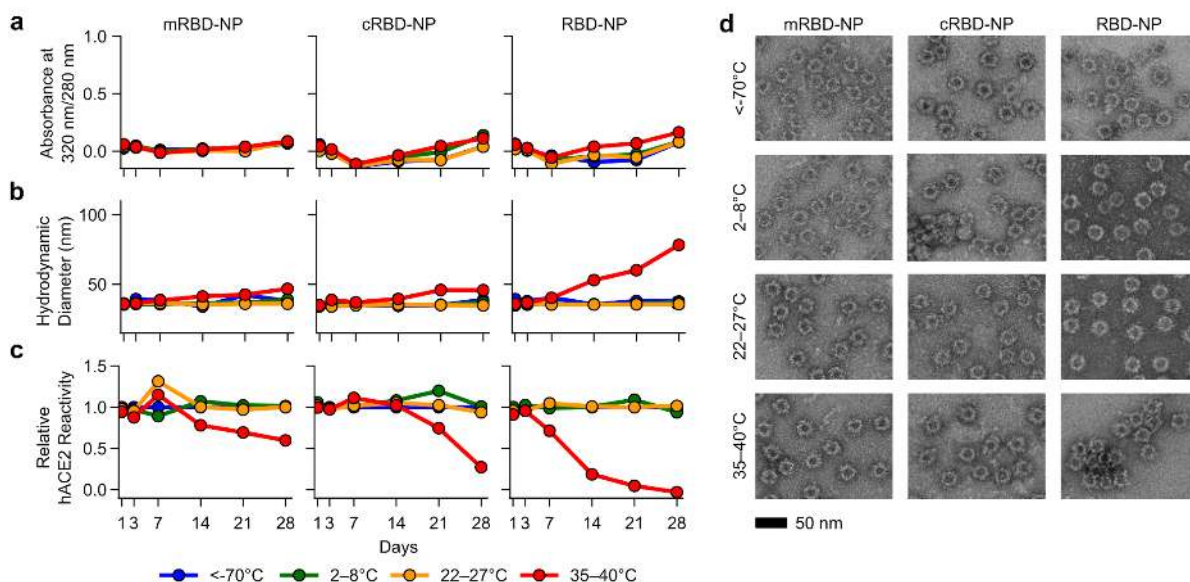 a
mRBD-NP cRBD-NP RBD-NP
Absorbance at
320 nm/280 nm
1.0
0.5
0.0
b
Hydrodynamic
Diameter (nm)
100
50
c
Relative
hACE2 Reactivity
1.5
1.0
0.5
0.0
1 3 7 14 21 28 1 3 7 14 21 28 1 3 7 14 21 28
Days
<-70°C 2–8°C 22–27°C 35–40°C
d
mRBD-NP cRBD-NP RBD-NP
<-70°C
2–8°C
22–27°C
35–40°C
50 nm